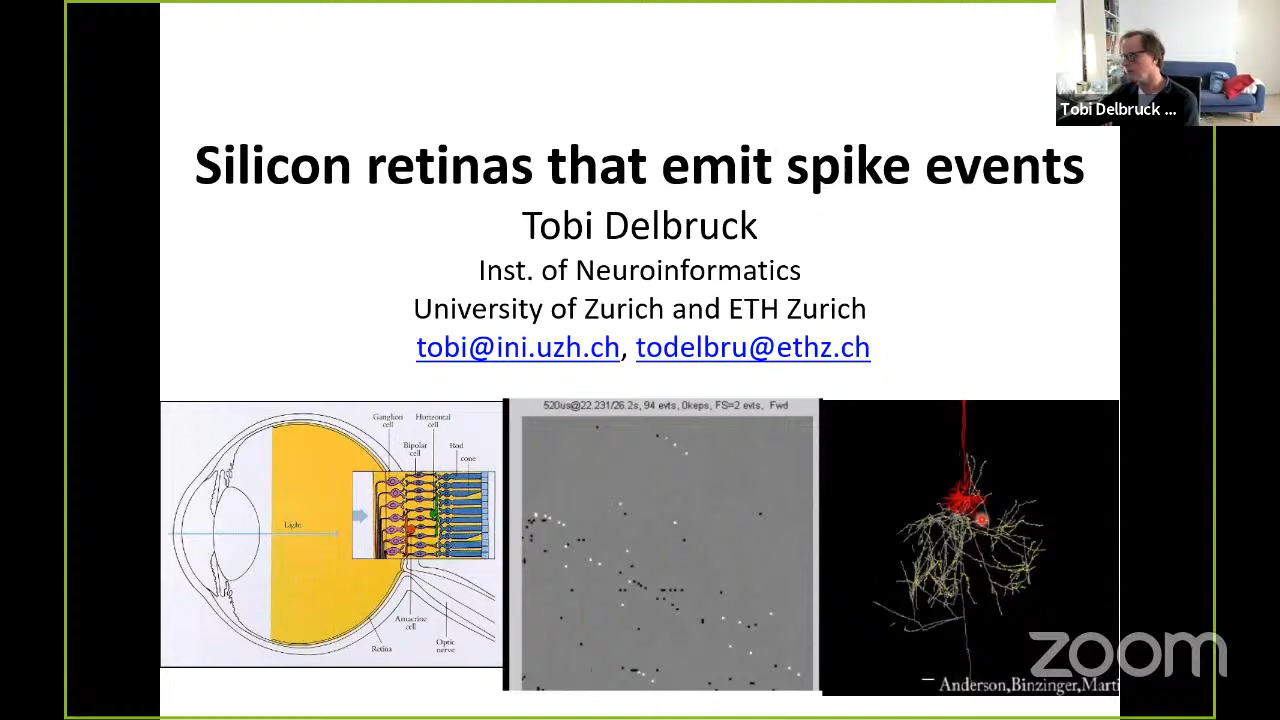 Tobi Delbruck ...
Silicon retinas that emit spike events
Tobi Delbruck
Inst. of Neuroinformatics
University of Zurich and ETH Zurich
tobi@ini.uzh.ch, todelbru@ethz.ch
Ganglion cell
Horizontal cell
Bipolar cell
Rod
cone
Light
Amacrine cell
Retina
Optic nerve
520us@22.231/26.2s, 94 evts, 0keps, FS=2 evts, Fwd
zoom
Anderson,Binzinger,Marti